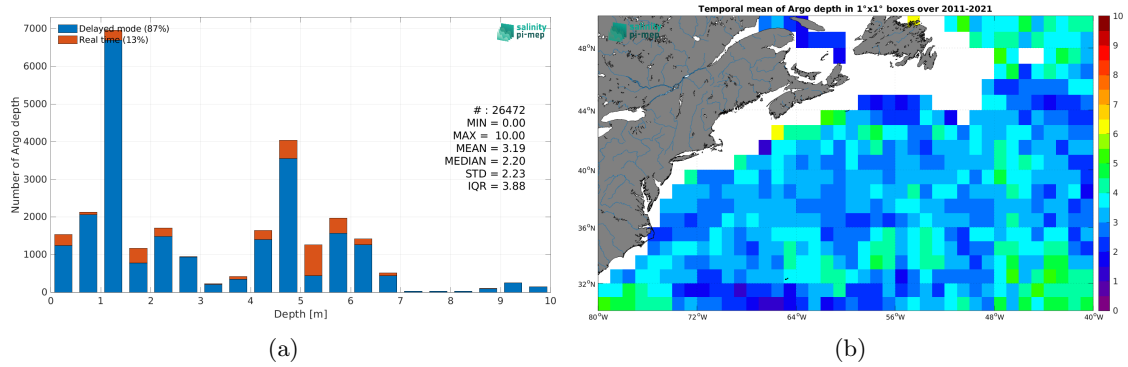 Delayed mode (87%)
Real time (13%)
salinity
pi-mep
# : 26472
MIN = 0.00
MAX = 10.00
MEAN = 3.19
MEDIAN = 2.20
STD = 2.23
IQR = 3.88
Number of Argo depth
7000
6000
5000
4000
3000
2000
1000
0
0 1 2 3 4 5 6 7 8 9 10
Depth [m]
(a)
Temporal mean of Argo depth in 1°x1° boxes over 2011-2021
salinity
pi-mep
48°N
44°N
40°N
36°N
32°N
80°W 72°W 64°W 56°W 48°W 40°W
10
9
8
7
6
5
4
3
2
1
0
(b)